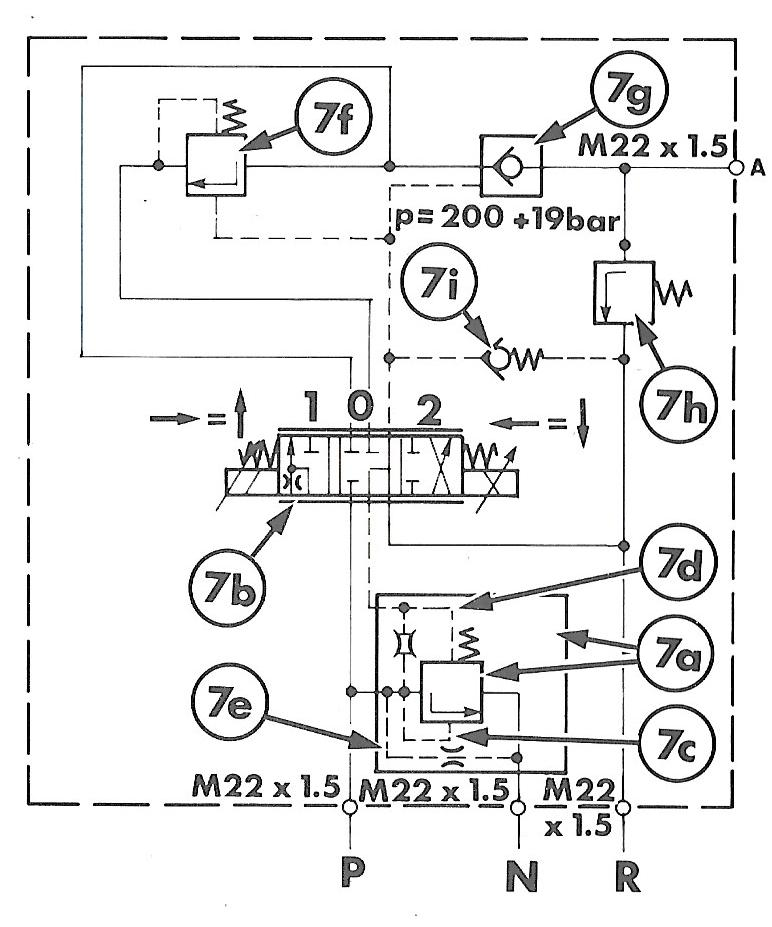 7f
7g
M22 x 1.5
A
p= 200 +19bar
7i
7h
= 1 0 2 =
7b
7d
7a
7e
7c
M22 x 1.5 M22 x 1.5 M22
x 1.5
P N R